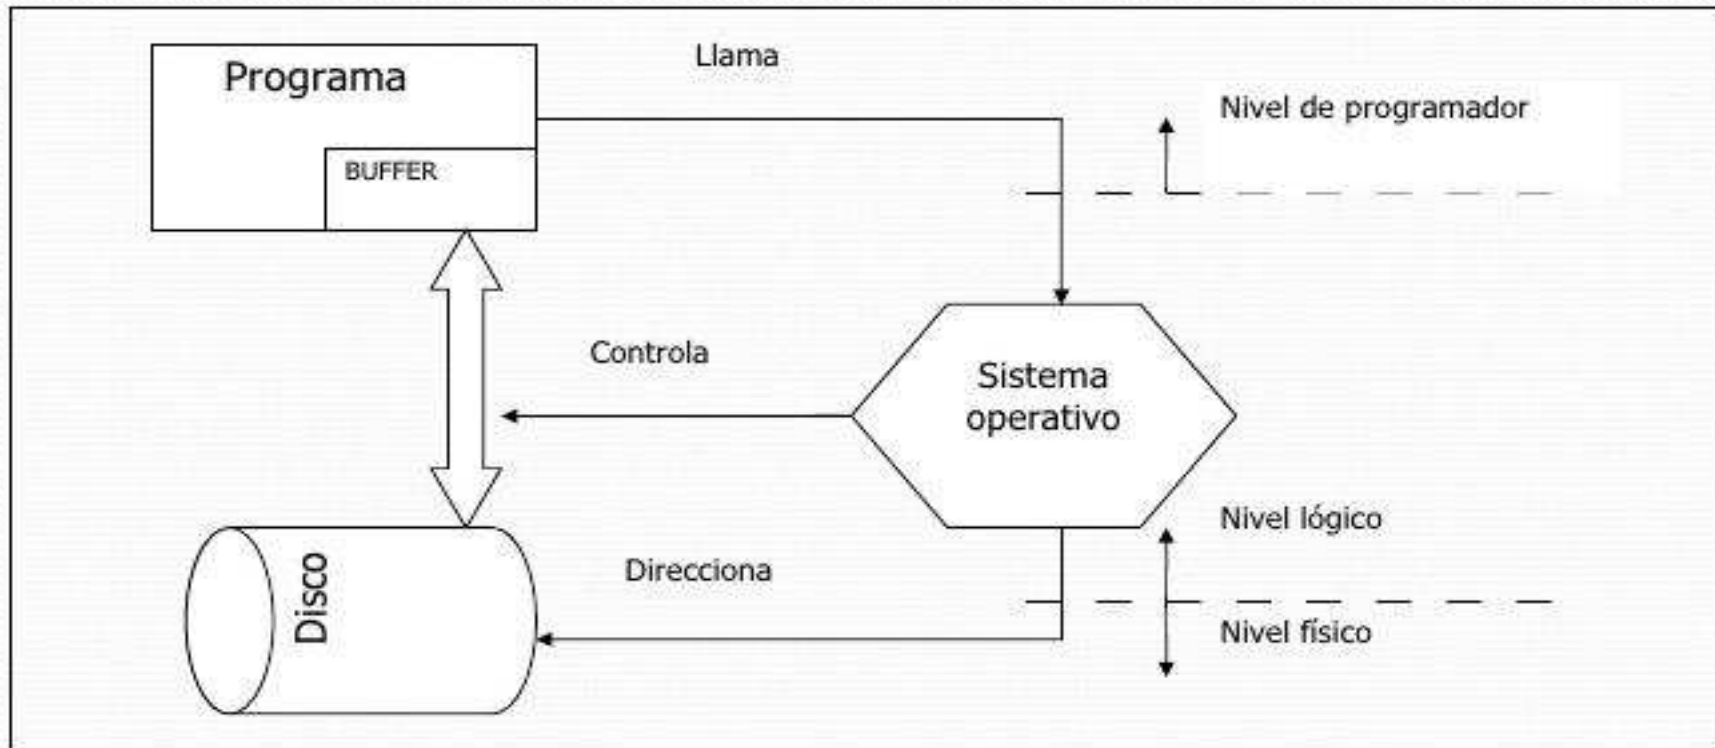 Programa
Llama
Nivel de programador
BUFFER
Controla
Sistema
operativo
Nivel lógico
Disco
Direcciona
Nivel físico